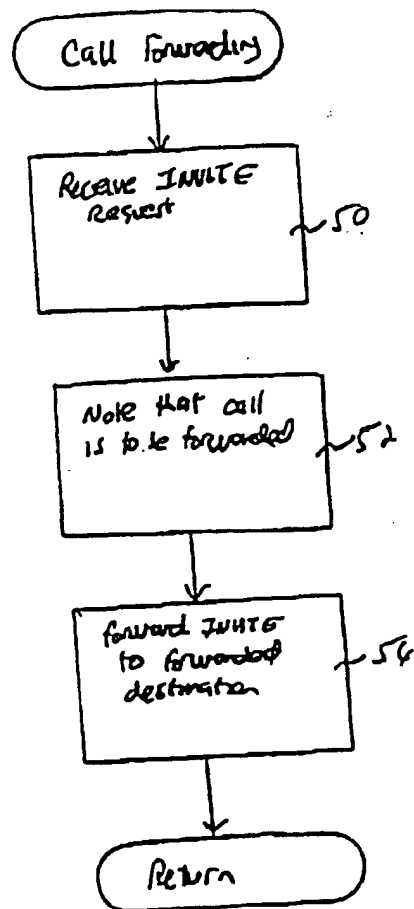 Call Forwarding
Receive INVITE
Request
50
Note that call
is to be forwarded
52
forward INVITE
to forwarded
destination
54
Return